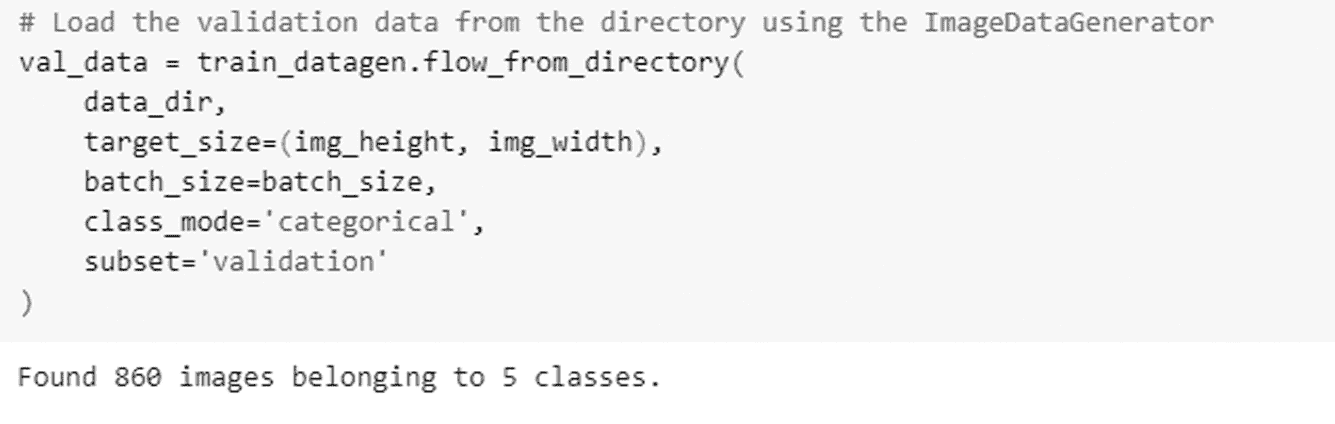 # Load the validation data from the directory using the ImageDataGenerator
val_data = train_datagen.flow_from_directory(
    data_dir,
    target_size=(img_height, img_width),
    batch_size=batch_size,
    class_mode='categorical',
    subset='validation'
)
Found 860 images belonging to 5 classes.